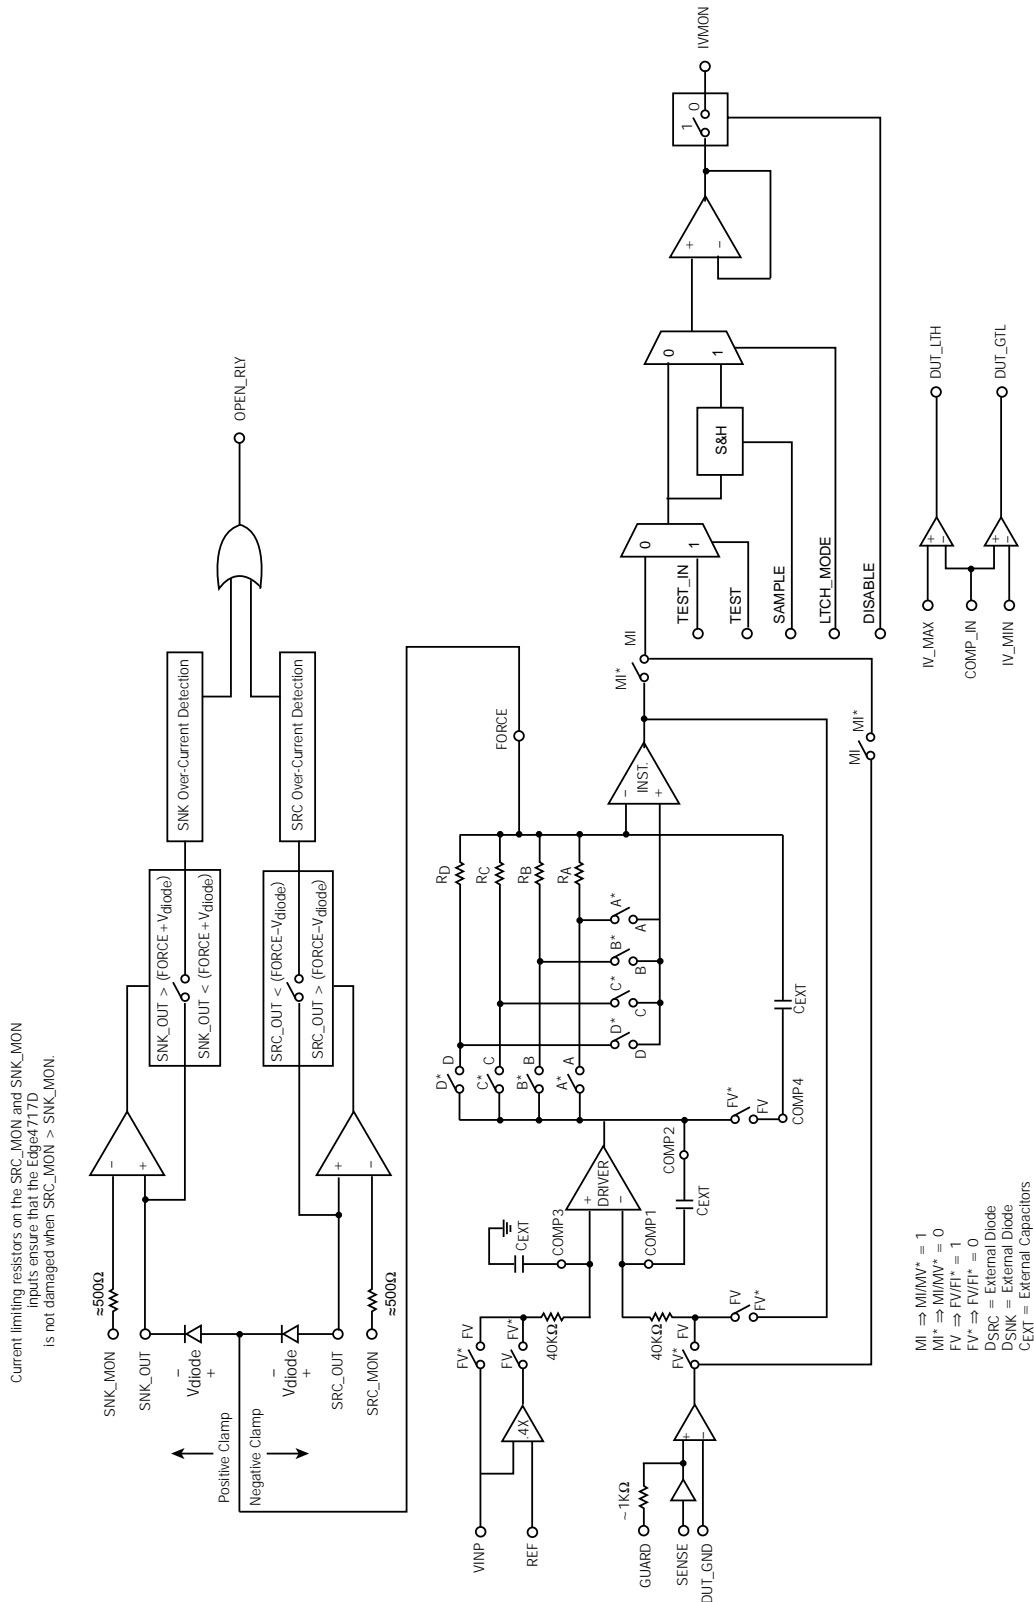 Current limiting resistors on the SRC_MON and SNK_MON
inputs ensure that the Edge4717D
is not damaged when SRC_MON > SNK_MON.
SNK_MON
≈500Ω
SNK_OUT
−
Vdiode
+
−
Vdiode
+
SRC_OUT
SRC_MON
≈500Ω
Positive Clamp
Negative Clamp
−
+
+
−
SNK_OUT > (FORCE+Vdiode)
SNK_OUT < (FORCE+Vdiode)
SRC_OUT < (FORCE−Vdiode)
SRC_OUT > (FORCE−Vdiode)
SNK Over-Current Detection
SRC Over-Current Detection
OPEN_RLY
VINP
REF
.4X
FV*
FV
FV
FV*
40KΩ
CEXT
COMP3
+
DRIVER
−
COMP1
CEXT
COMP2
GUARD
~1KΩ
SENSE
DUT_GND
+
−
FV*
FV
40KΩ
FV
FV*
FV*
FV
COMP4
CEXT
D*
D
C*
C
B*
B
A*
A
D
D*
C
C*
B
B*
A
A*
RD
RC
RB
RA
FORCE
−
INST.
+
MI*
MI
MI
MI*
TEST_IN
TEST
SAMPLE
LTCH_MODE
DISABLE
0
1
S&H
0
1
+
−
1
0
IVMON
IV_MAX
COMP_IN
IV_MIN
+
−
+
−
DUT_LTH
DUT_GTL
MI ⇒ MI/MV* = 1
MI* ⇒ MI/MV* = 0
FV ⇒ FV/FI* = 1
FV* ⇒ FV/FI* = 0
DSRC = External Diode
DSNK = External Diode
CEXT = External Capacitors